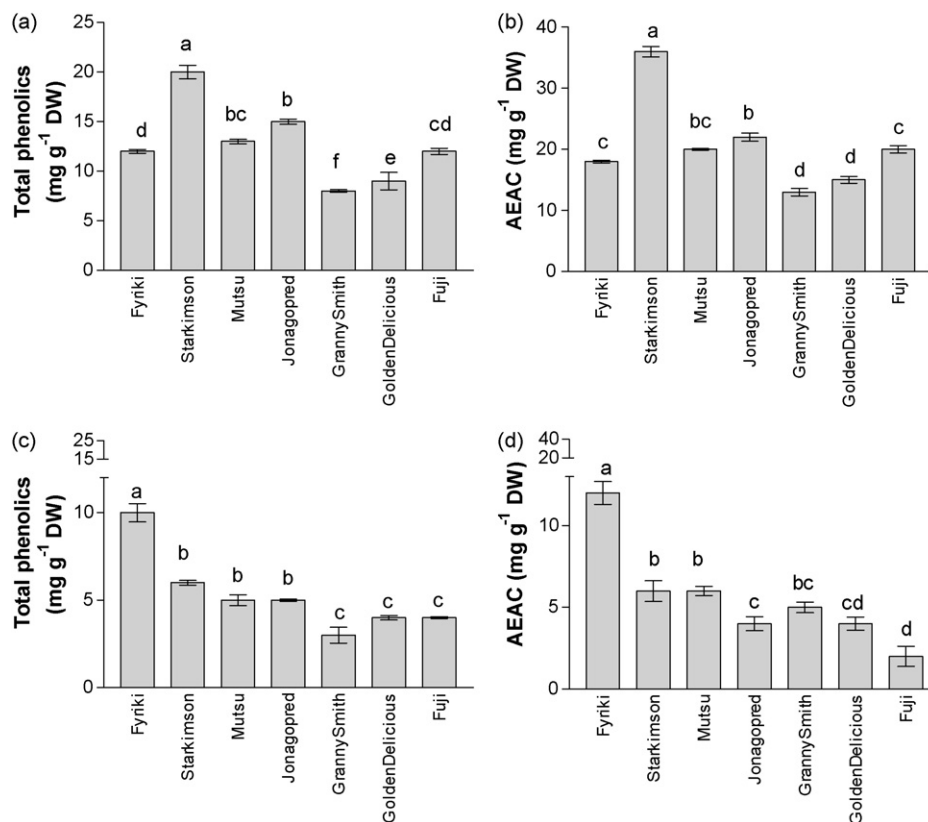 (a)
Total phenolics
(mg g⁻¹ DW)
25
20
15
10
5
0
d
a
bc
b
f
e
cd
Fyriki
Starkimson
Mutsu
Jonagopred
GrannySmith
GoldenDelicious
Fuji
(b)
AEAC (mg g⁻¹ DW)
40
30
20
10
0
c
a
bc
b
d
d
c
Fyriki
Starkimson
Mutsu
Jonagopred
GrannySmith
GoldenDelicious
Fuji
(c)
Total phenolics
(mg g⁻¹ DW)
25
15
10
5
0
a
b
b
b
c
c
c
Fyriki
Starkimson
Mutsu
Jonagopred
GrannySmith
GoldenDelicious
Fuji
(d)
AEAC (mg g⁻¹ DW)
40
20
10
5
0
a
b
b
c
bc
cd
d
Fyriki
Starkimson
Mutsu
Jonagopred
GrannySmith
GoldenDelicious
Fuji